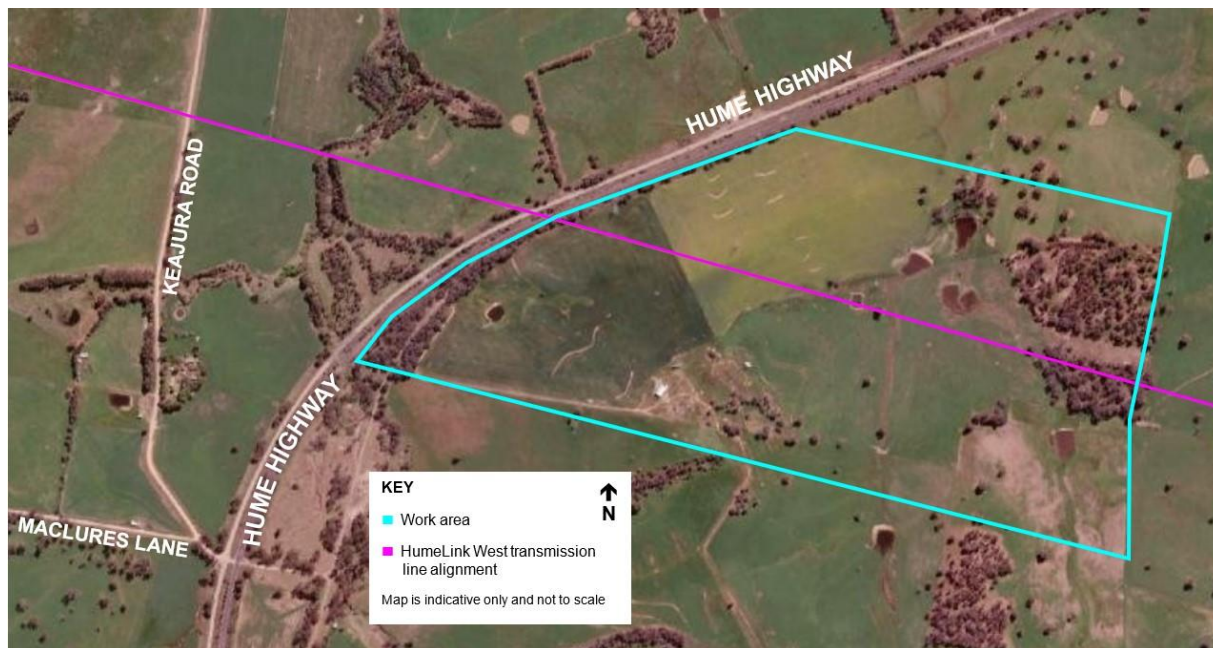 HUME HIGHWAY
KEAJURA ROAD
HUME HIGHWAY
MACLURES LANE
KEY
N
Work area
HumeLink West transmission
line alignment
Map is indicative only and not to scale